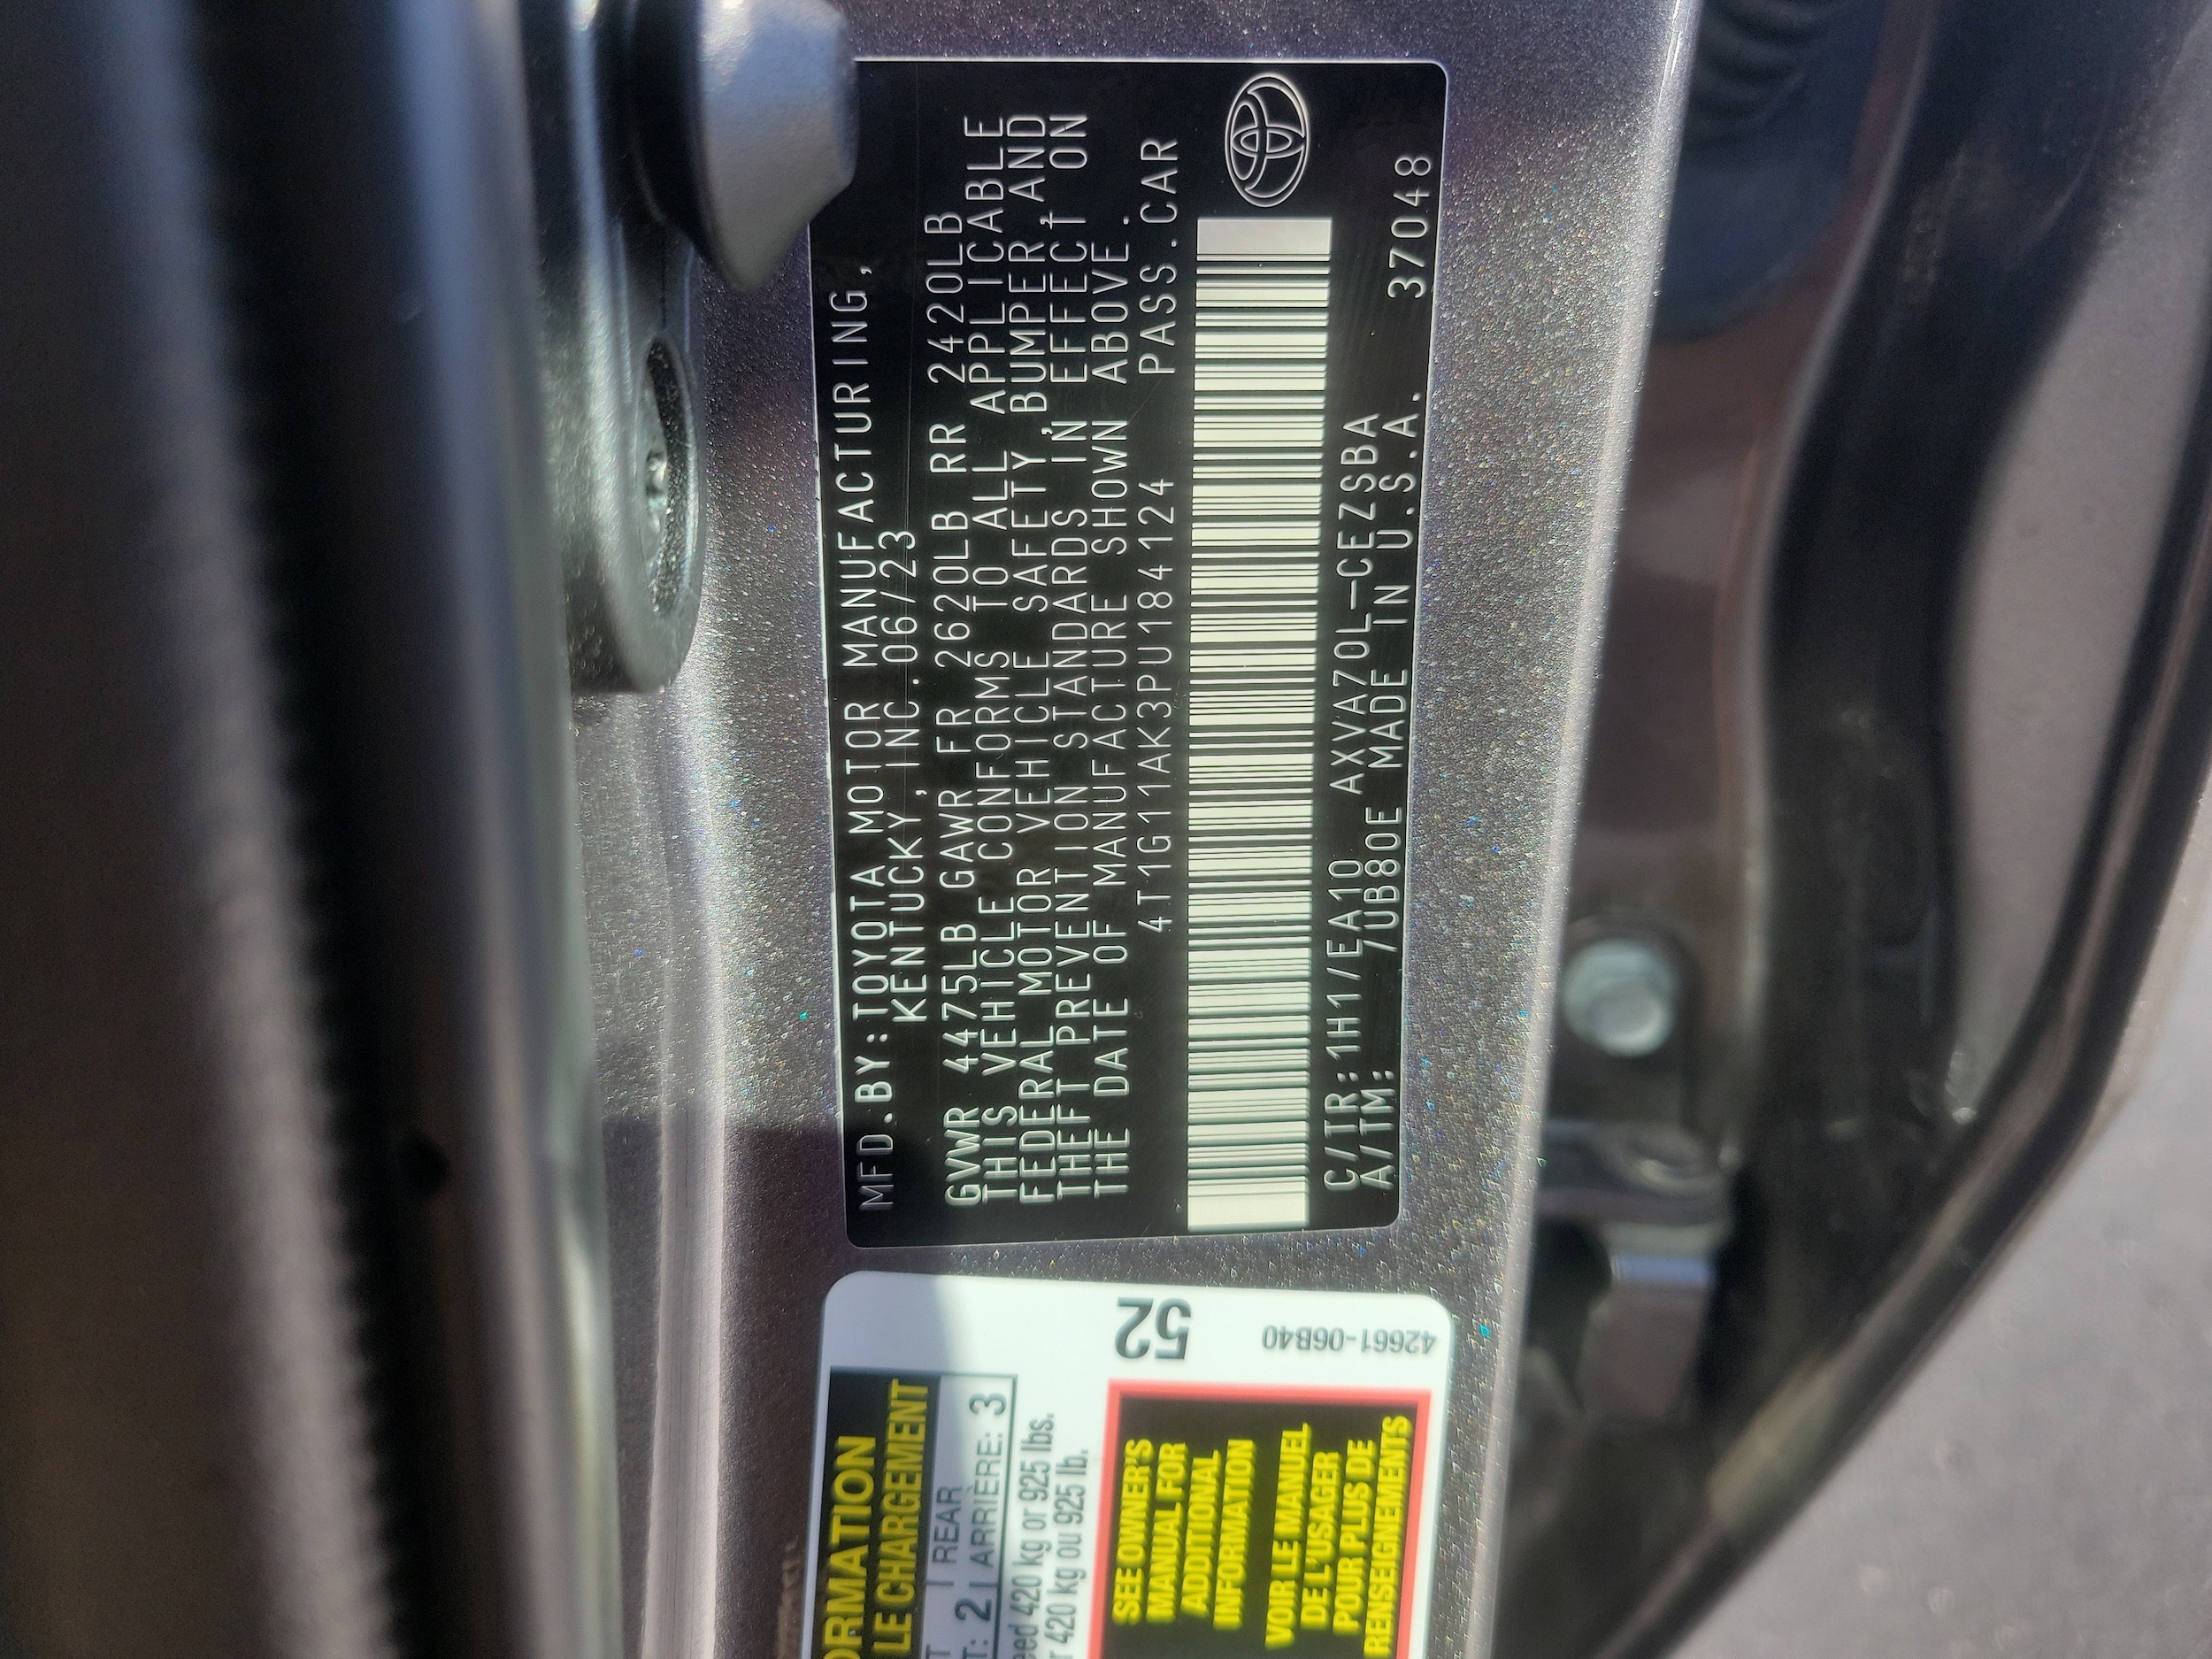 MFD.BY:TOYOTA MOTOR MANUFACTURING,
KENTUCKY, INC.06/23
GVWR 4475LB GAWR FR 2620LB RR 2420LB
THIS VEHICLE CONFORMS TO ALL APPLICABLE
FEDERAL MOTOR VEHICLE SAFETY, BUMPER AND
THEFT PREVENTION STANDARDS IN EFFECT ON
THE DATE OF MANUFACTURE SHOWN ABOVE.
4T1G11AK3PU184124 PASS.CAR
C/TR:1H1/EA10 AXVA70L-CEZSBA
A/TM: /UB80E MADE IN U.S.A. 37048
52
42661-06B40
LE CHARGEMENT
REAR
2 ARRIÈRE: 3
420 kg or 925 lbs.
420 kg ou 925 lb.
SEE OWNER'S
MANUAL FOR
ADDITIONAL
INFORMATION
VOIR LE MANUEL
DE L'USAGER
POUR PLUS DE
RENSEIGNEMENTS